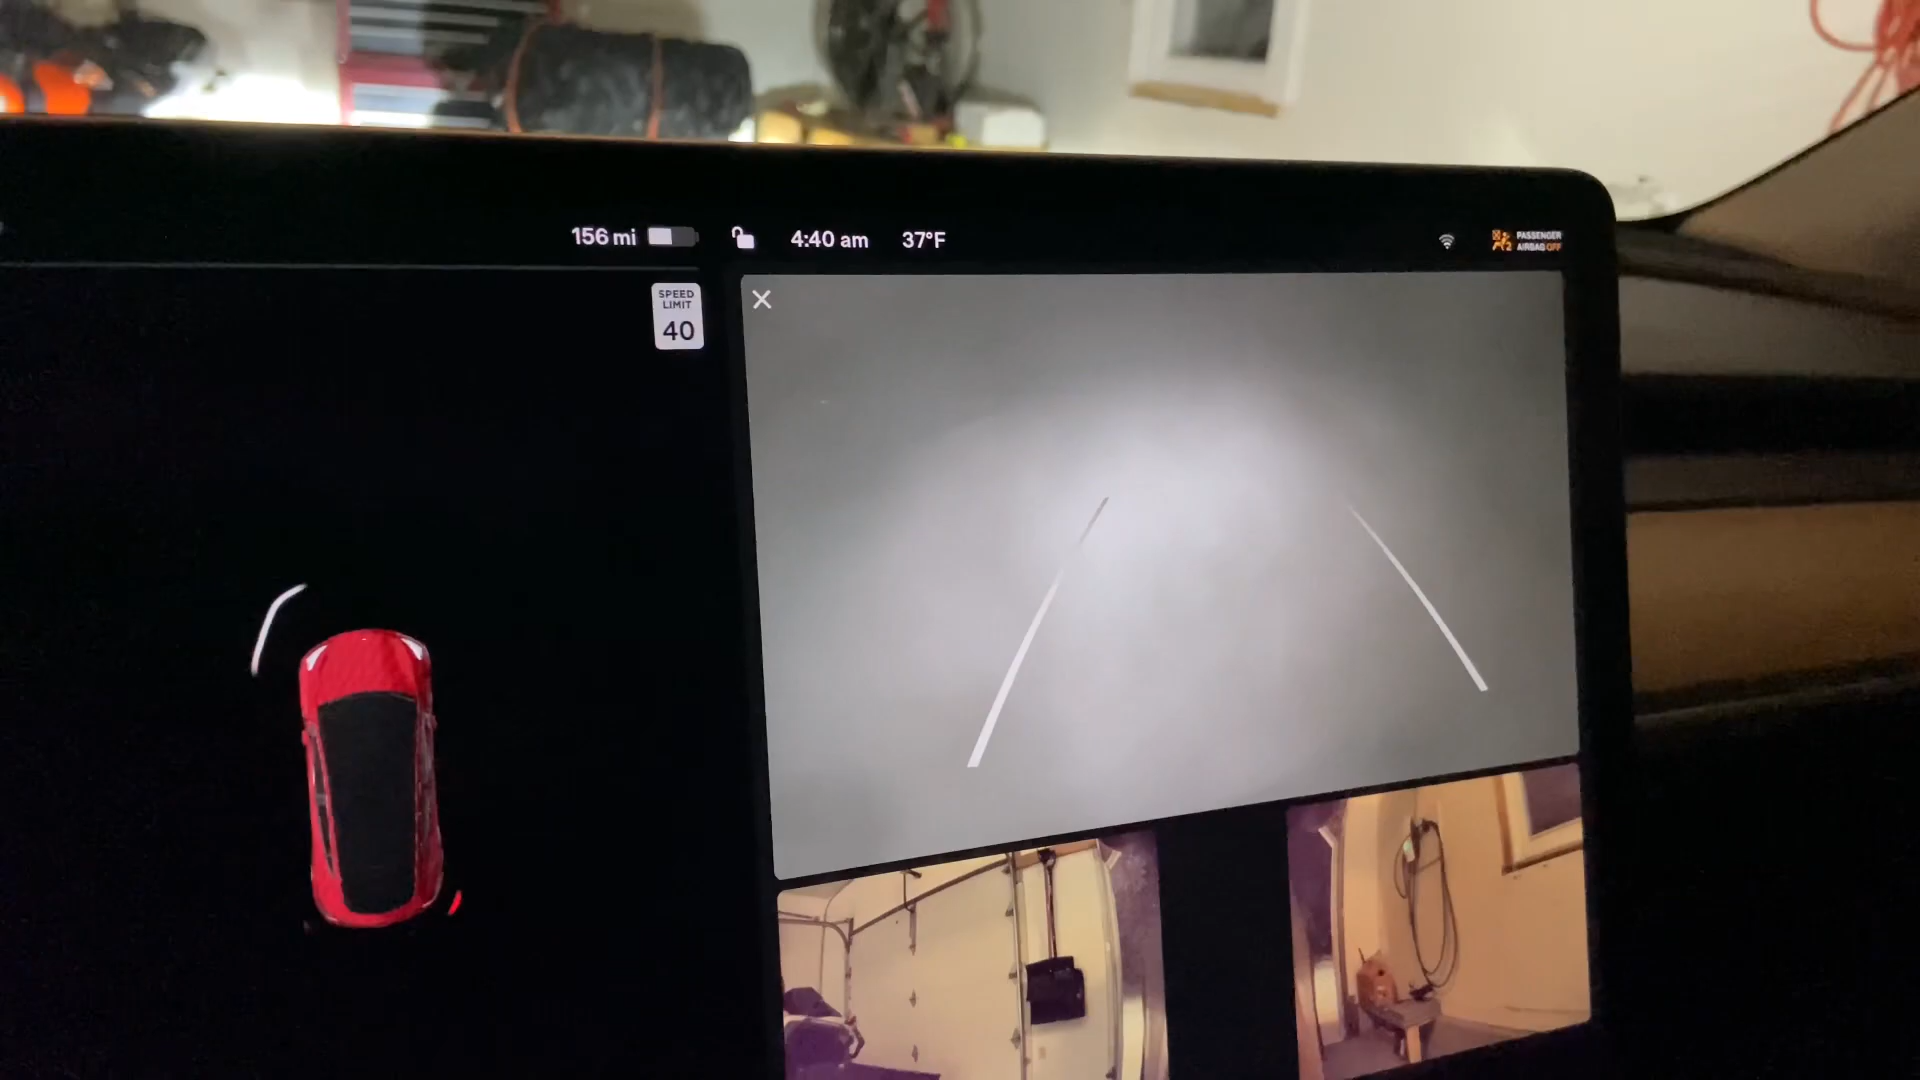 156 mi
4:40 am
37°F
PASSENGER
AIRBAG OFF
SPEED
LIMIT
40